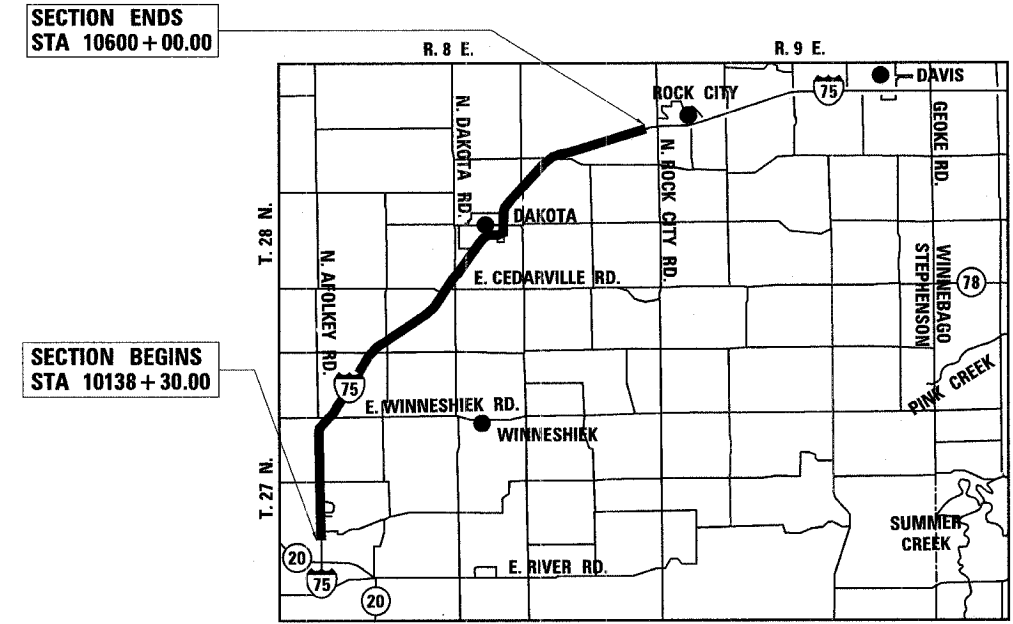 SECTION ENDS
STA 10600+00.00
R. 8 E.
R. 9 E.
DAVIS
75
ROCK CITY
N. DAKOTA RD.
GEOKE RD.
N. ROCK CITY RD.
DAKOTA
T. 28 N.
N. AFOLKEY RD.
E. CEDARVILLE RD.
STEPHENSON
WINNEBAGO
78
SECTION BEGINS
STA 10138+30.00
75
E. WINNESHIEK RD.
PINK CREEK
WINNESHIEK
T. 27 N.
SUMMER
CREEK
20
75
E. RIVER RD.
20